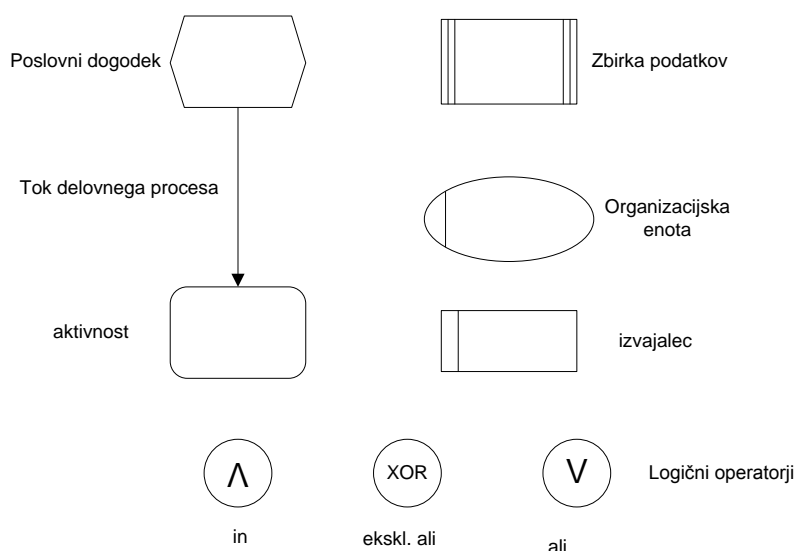 Poslovni dogodek
Zbirka podatkov
Tok delovnega procesa
Organizacijska
enota
aktivnost
izvajalec
Λ
XOR
V
Logični operatorji
in
ekskl. ali
ali